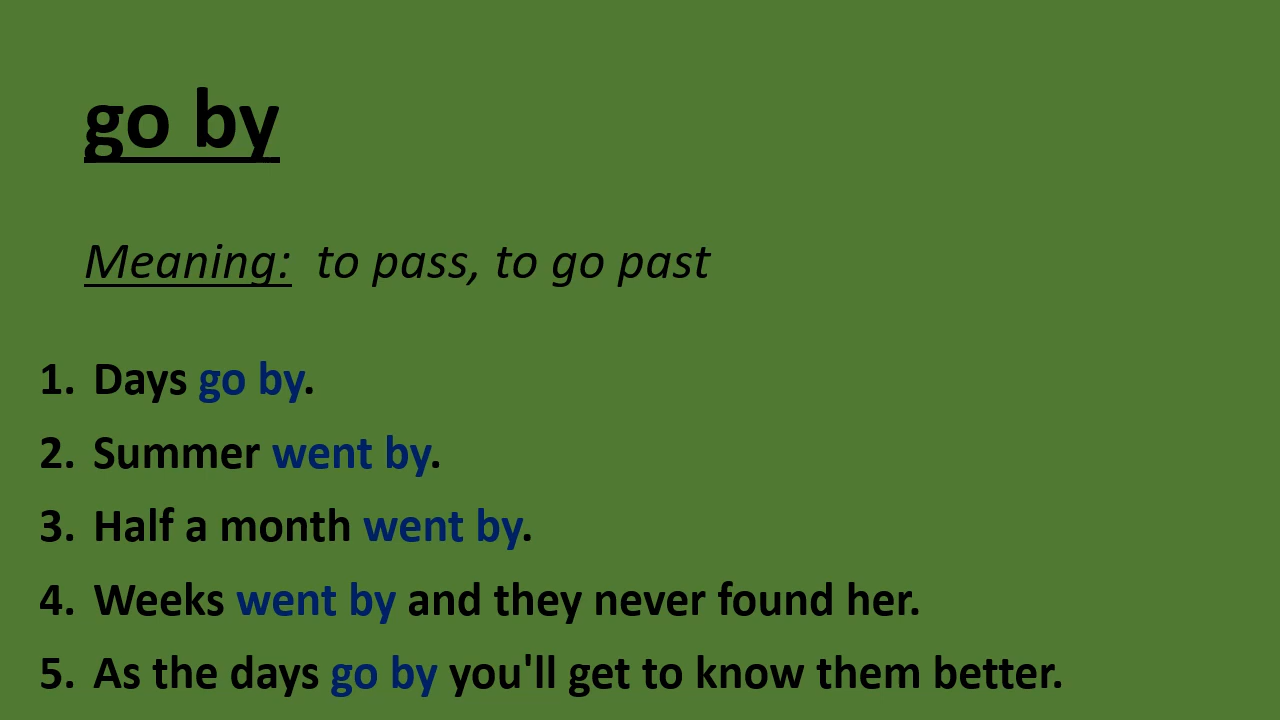 go by
Meaning: to pass, to go past
1. Days go by.
2. Summer went by.
3. Half a month went by.
4. Weeks went by and they never found her.
5. As the days go by you'll get to know them better.